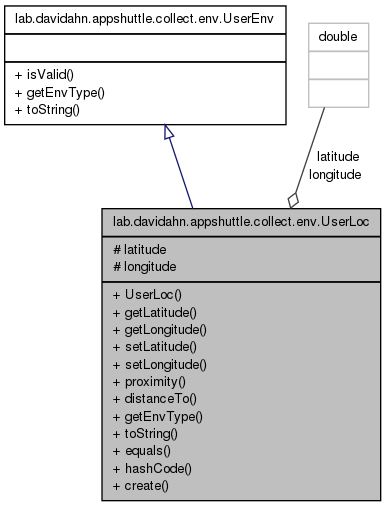 lab.davidahn.appshuttle.collect.env.UserEnv
+ isValid()
+ getEnvType()
+ toString()
double
latitude
longitude
lab.davidahn.appshuttle.collect.env.UserLoc
# latitude
# longitude
+ UserLoc()
+ getLatitude()
+ getLongitude()
+ setLatitude()
+ setLongitude()
+ proximity()
+ distanceTo()
+ getEnvType()
+ toString()
+ equals()
+ hashCode()
+ create()